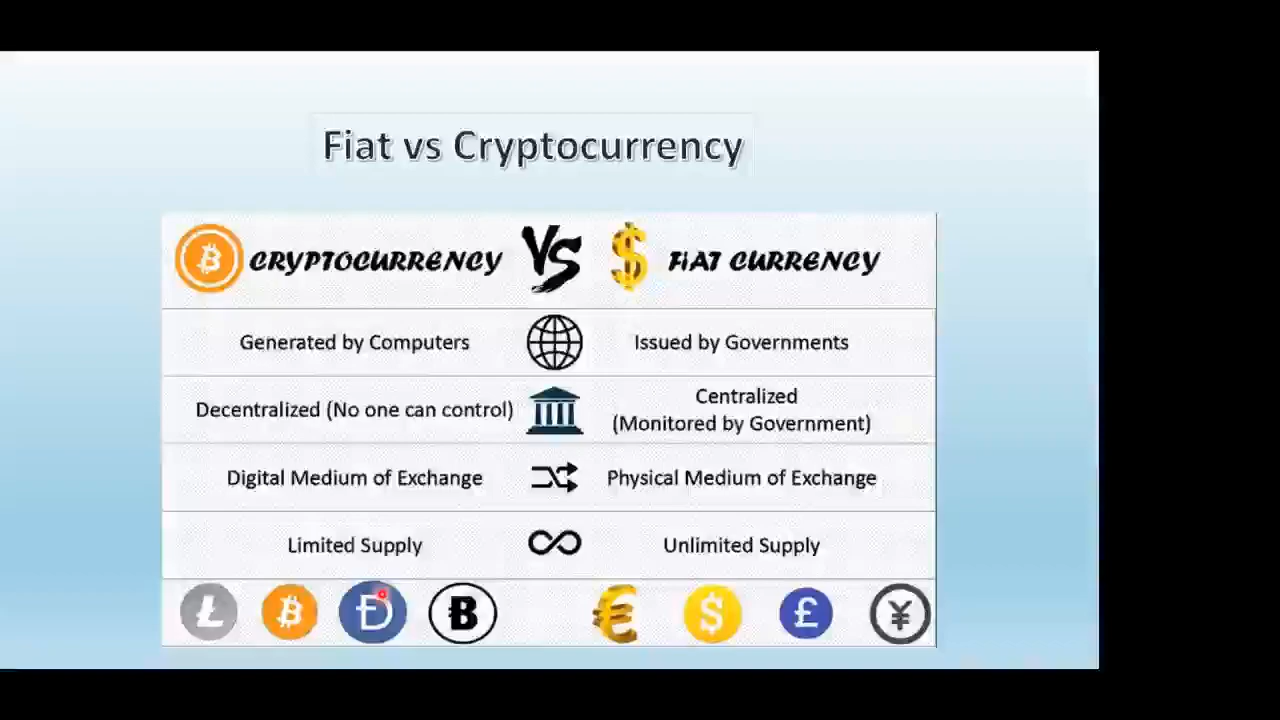 Fiat vs Cryptocurrency
CRYPTOCURRENCY VS FIAT CURRENCY
Generated by Computers Issued by Governments
Decentralized (No one can control) Centralized
(Monitored by Government)
Digital Medium of Exchange Physical Medium of Exchange
Limited Supply Unlimited Supply